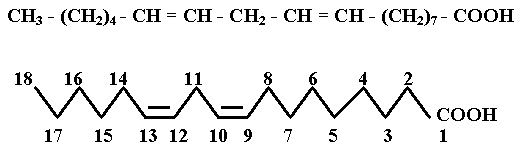 CH3 - (CH2)4 - CH = CH - CH2 - CH = CH - (CH2)7 - COOH
18 16 14 11 8 6 4 2
COOH
17 15 13 12 10 9 7 5 3 1